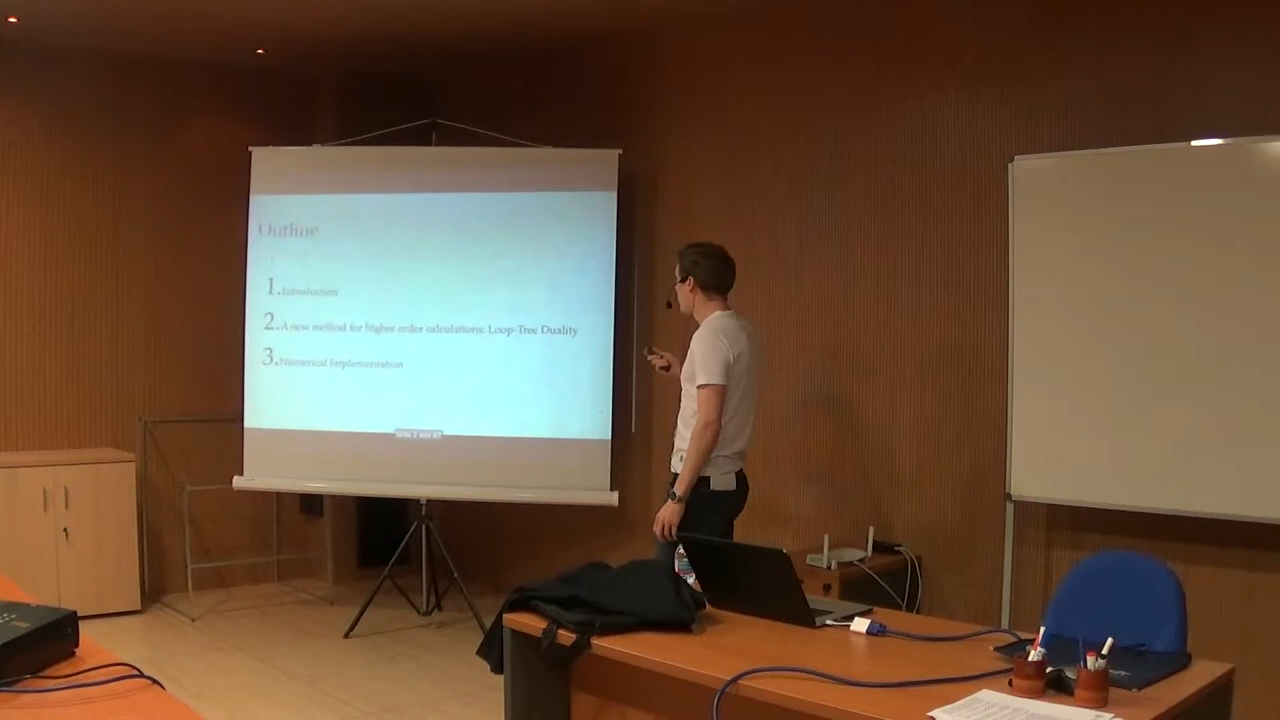 Outline
1. Introduction
2. A new method for higher order calculations: Loop-Tree Duality
3. Numerical Implementation